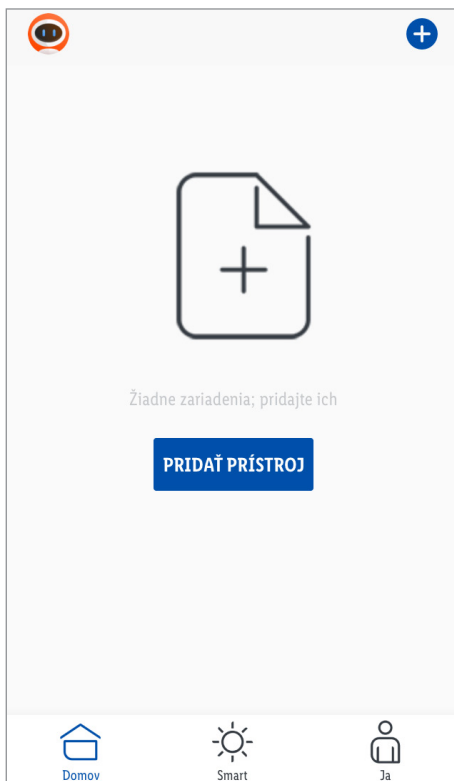 Žiadne zariadenia; pridajte ich
PRIDAŤ PRÍSTROJ
Domov
Smart
Ja